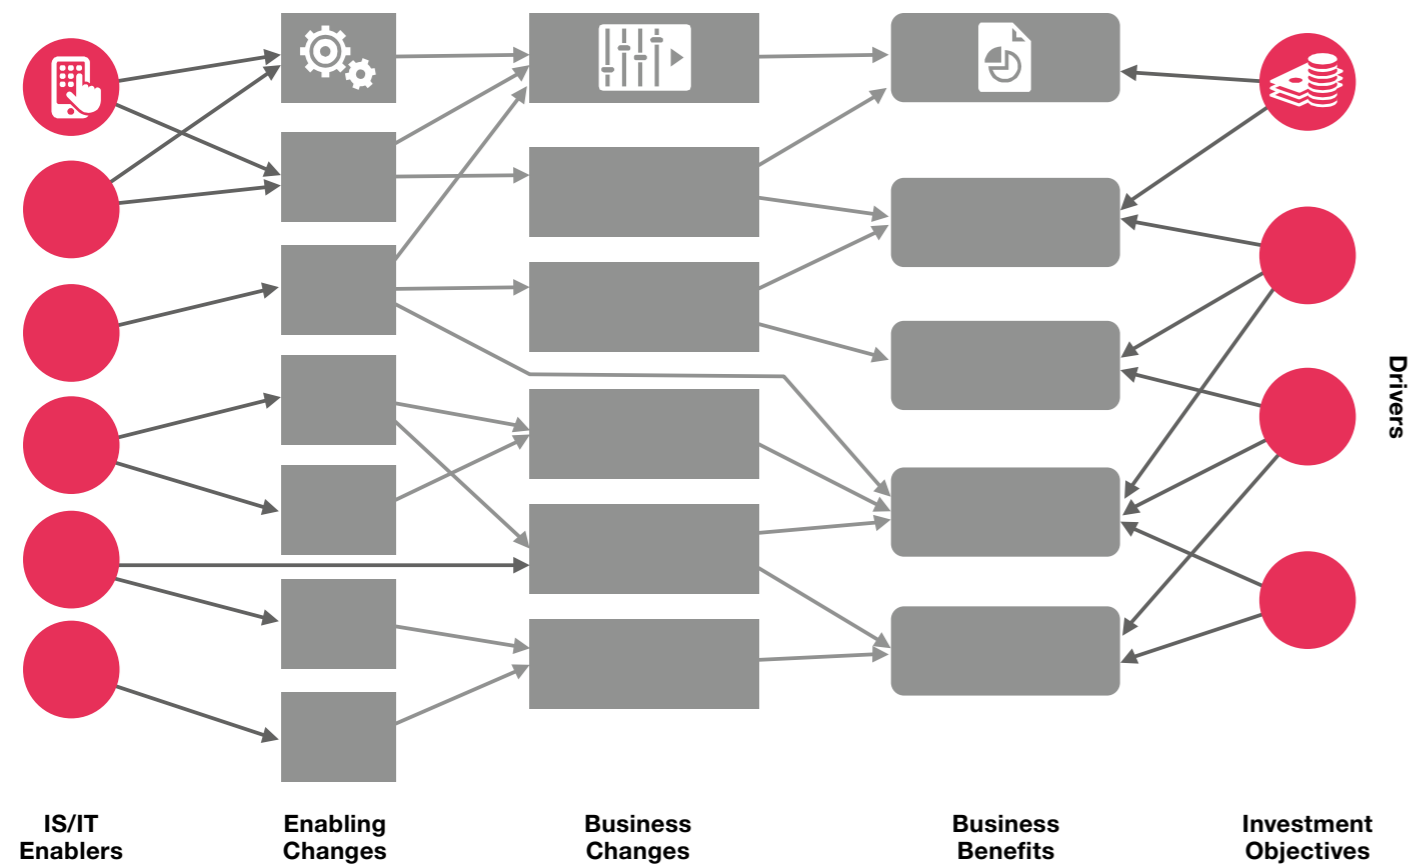 Drivers
IS/IT
Enablers
Enabling
Changes
Business
Changes
Business
Benefits
Investment
Objectives